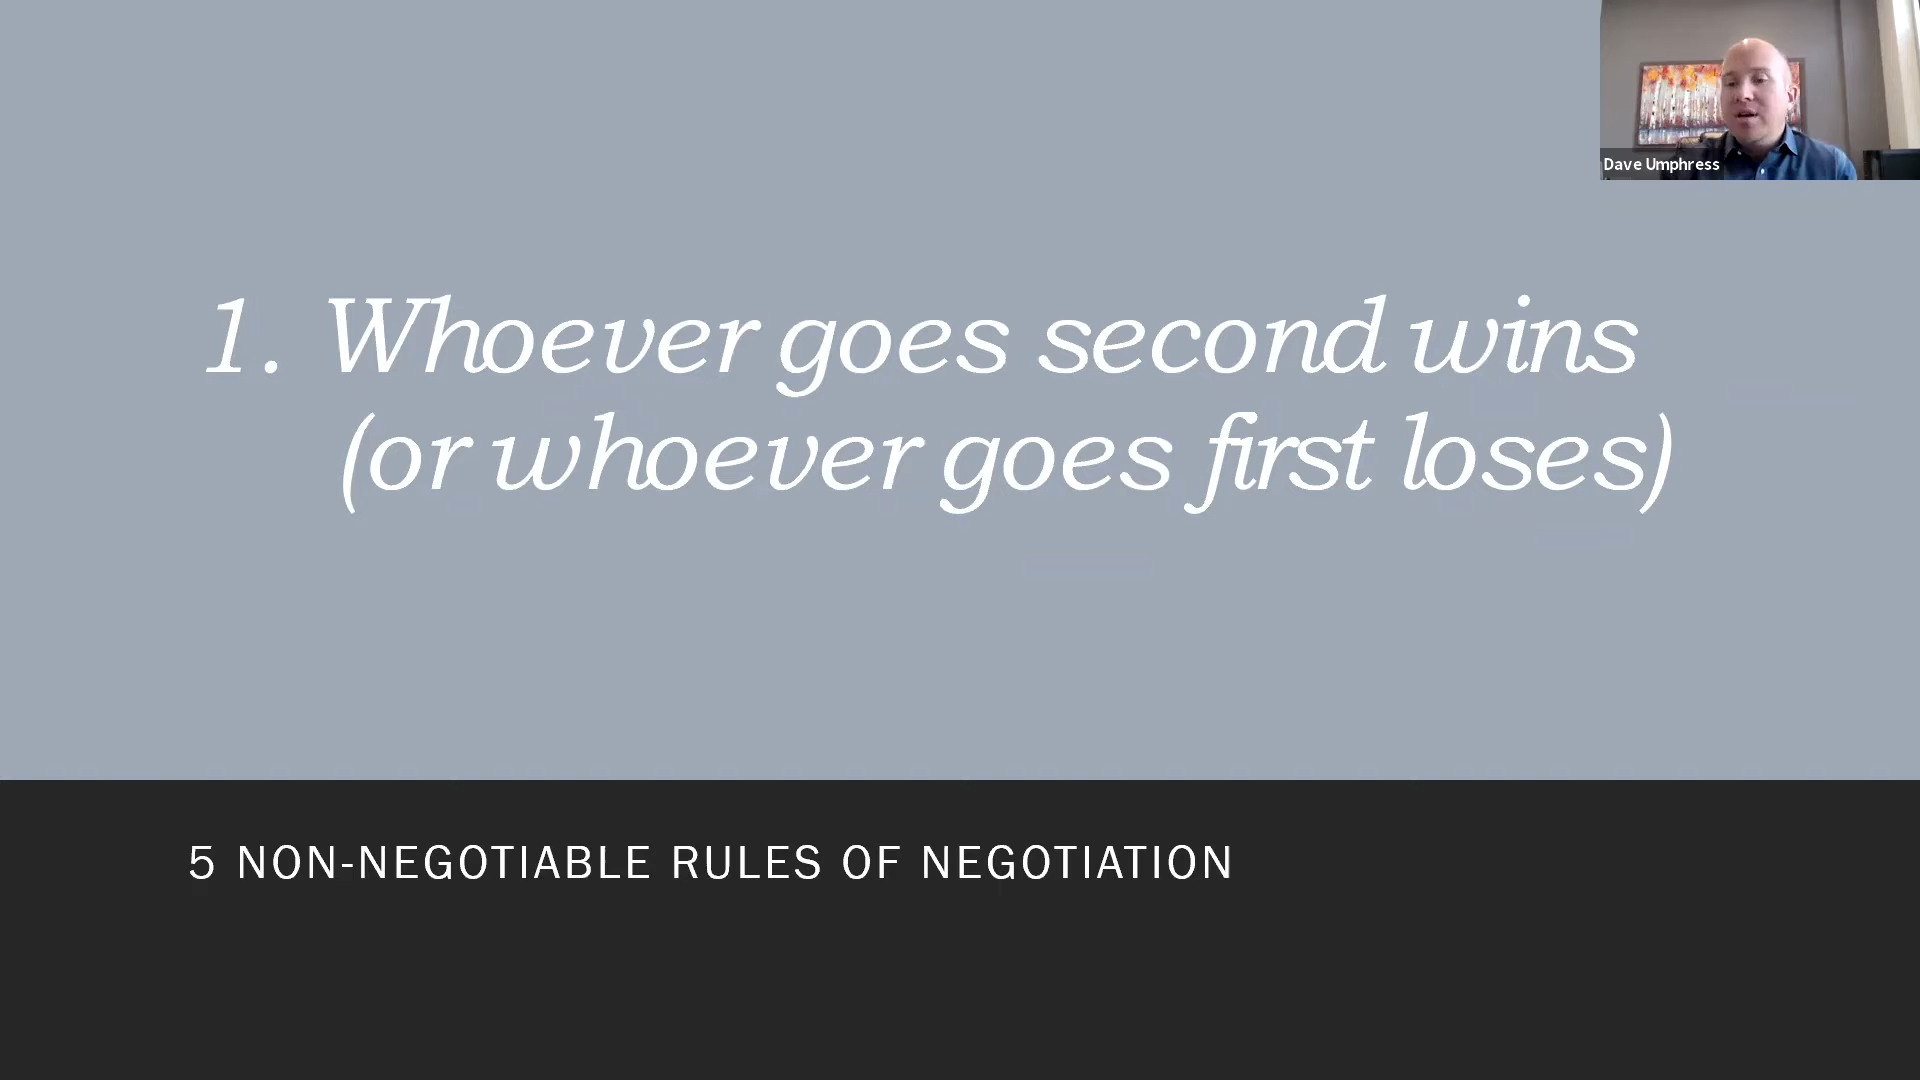 Dave Umphress
1. Whoever goes second wins
(or whoever goes first loses)
5 NON-NEGOTIABLE RULES OF NEGOTIATION